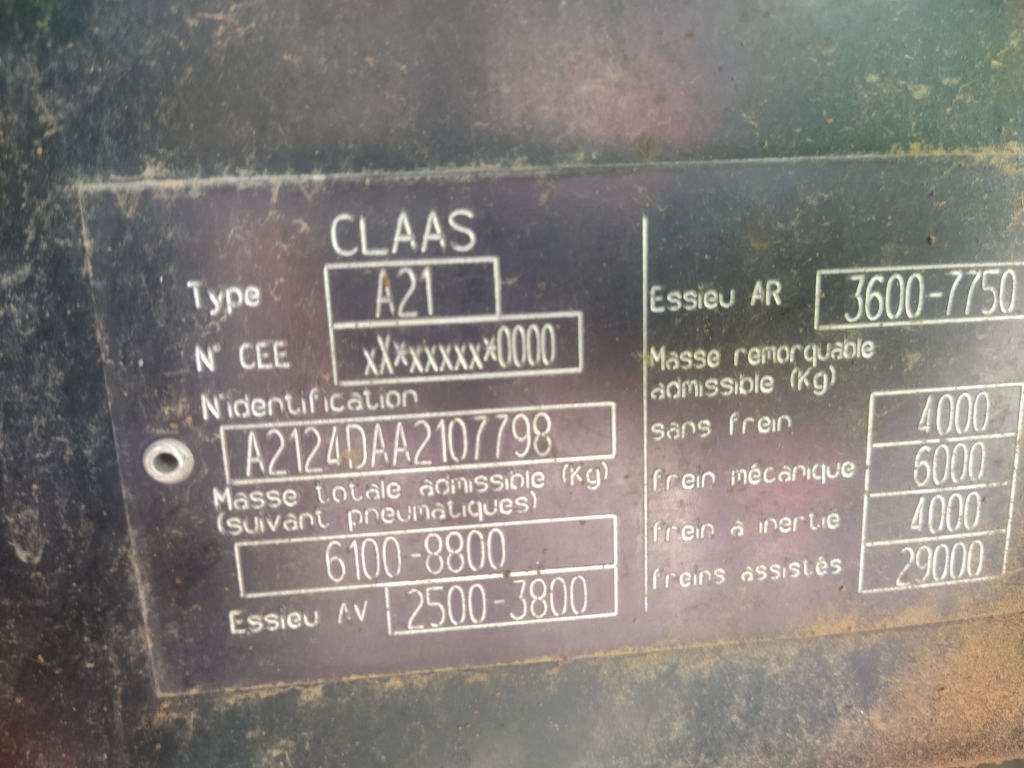 CLAAS
Type A21
N° CEE xX*xxxxx*0000
N°identification
A2124DAA2107798
Masse totale admissible (Kg)
(suivant pneumatiques)
6100-8800
Essieu AV 2500-3800
Essieu AR 3600-7750
Masse remorquable
admissible (Kg)
sans frein 4000
frein mécanique 6000
frein à inertie 4000
freins assistés 29000